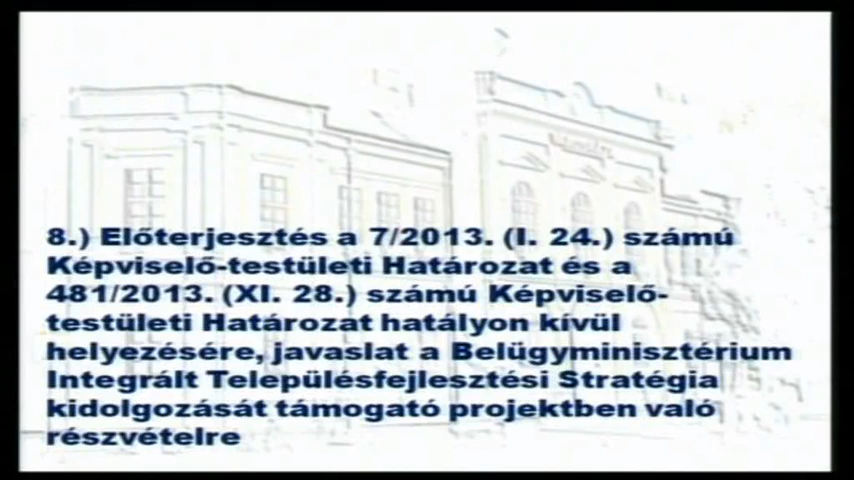 8.) Előterjesztés a 7/2013. (I. 24.) számú
Képviselő-testületi Határozat és a
481/2013. (XI. 28.) számú Képviselő-
testületi Határozat hatályon kívül
helyezésére, javaslat a Belügyminisztérium
Integrált Településfejlesztési Stratégia
kidolgozását támogató projektben való
részvételre